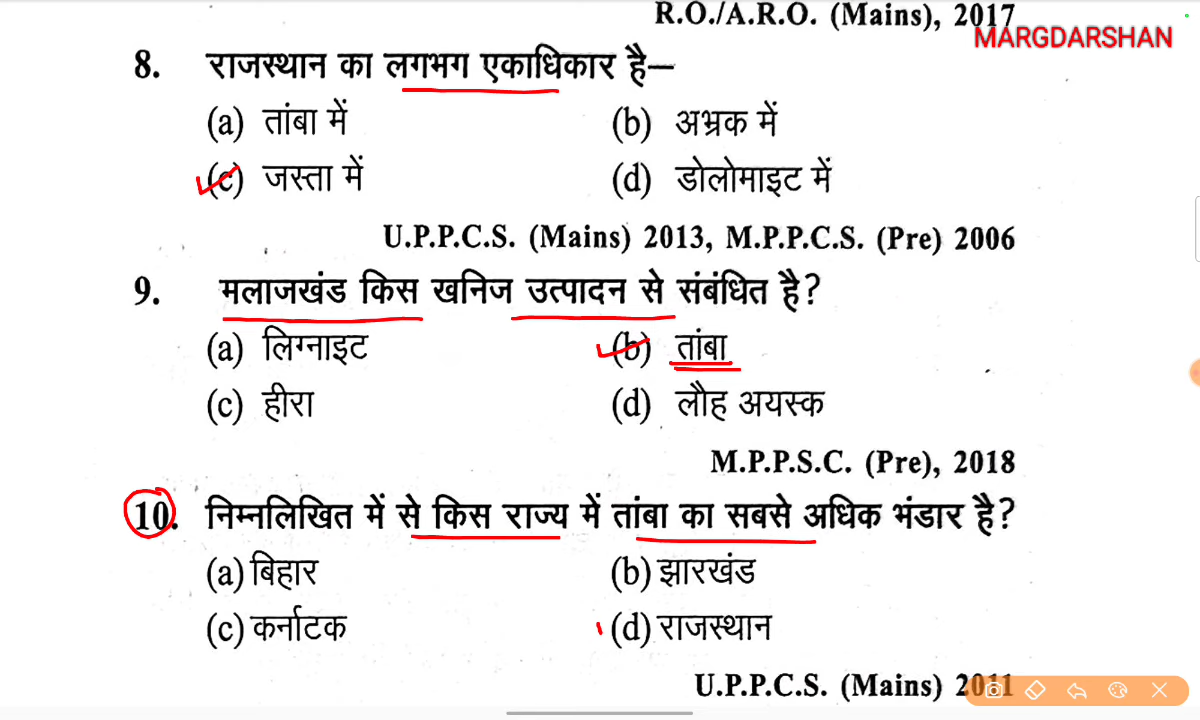 R.O./A.R.O. (Mains), 2017
MARGDARSHAN
8. राजस्थान का लगभग एकाधिकार है—
(a) तांबा में (b) अभ्रक में
(c) जस्ता में (d) डोलोमाइट में
U.P.P.C.S. (Mains) 2013, M.P.P.C.S. (Pre) 2006
9. मलाजखंड किस खनिज उत्पादन से संबंधित है?
(a) लिग्नाइट (b) तांबा
(c) हीरा (d) लौह अयस्क
M.P.P.S.C. (Pre), 2018
10. निम्नलिखित में से किस राज्य में तांबा का सबसे अधिक भंडार है?
(a) बिहार (b) झारखंड
(c) कर्नाटक (d) राजस्थान
U.P.P.C.S. (Mains) 2011